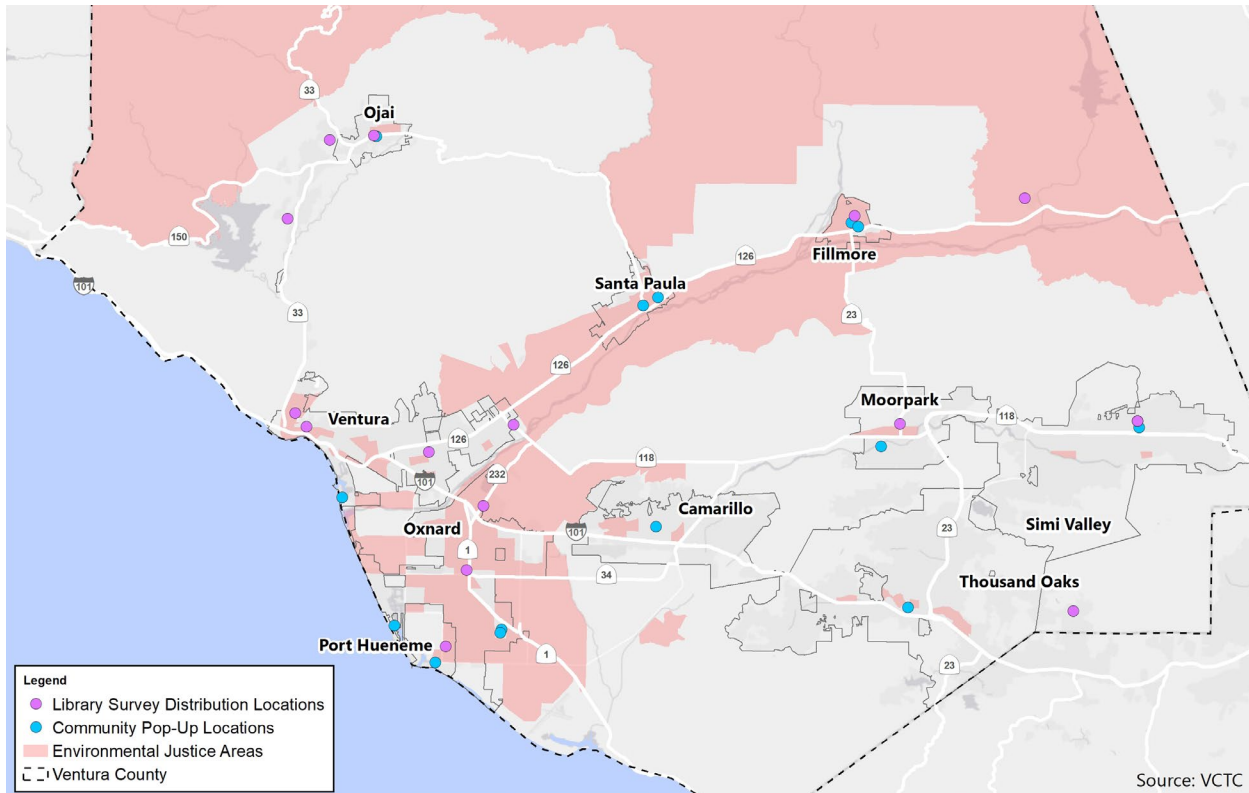 33
Ojai
150
101
126
Fillmore
Santa Paula
33
23
126
Moorpark
118
Ventura
126
118
232
101
Camarillo
Oxnard
101
Simi Valley
23
1
34
Thousand Oaks
Port Hueneme
1
23
Legend
Library Survey Distribution Locations
Community Pop-Up Locations
Environmental Justice Areas
Ventura County
Source: VCTC